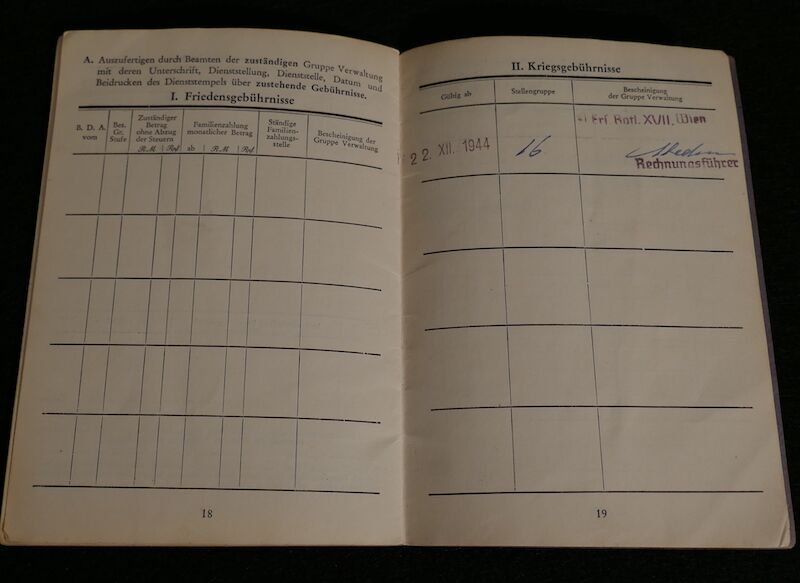 A. Auszufertigen durch Beamten der zuständigen Gruppe Verwaltung
mit deren Unterschrift, Dienststellung, Dienststelle, Datum und
Beidrucken des Dienststempels über zustehende Gebührnisse.
I. Friedensgebührnisse
B. D. A.
vom
Bes.
Gr.
Stufe
Zuständiger
Betrag
ohne Abzug
der Steuern
RM Rpf
Familienzahlung
monatlicher Betrag
ab RM Rpf
Ständige
Familien-
zahlungs-
stelle
Bescheinigung der
Gruppe Verwaltung
18
II. Kriegsgebührnisse
Gültig ab
Stellengruppe
Bescheinigung
der Gruppe Verwaltung
22. XII. 1944
16
Erf. Batl. XVII, Wien
Rechnungsführer
19